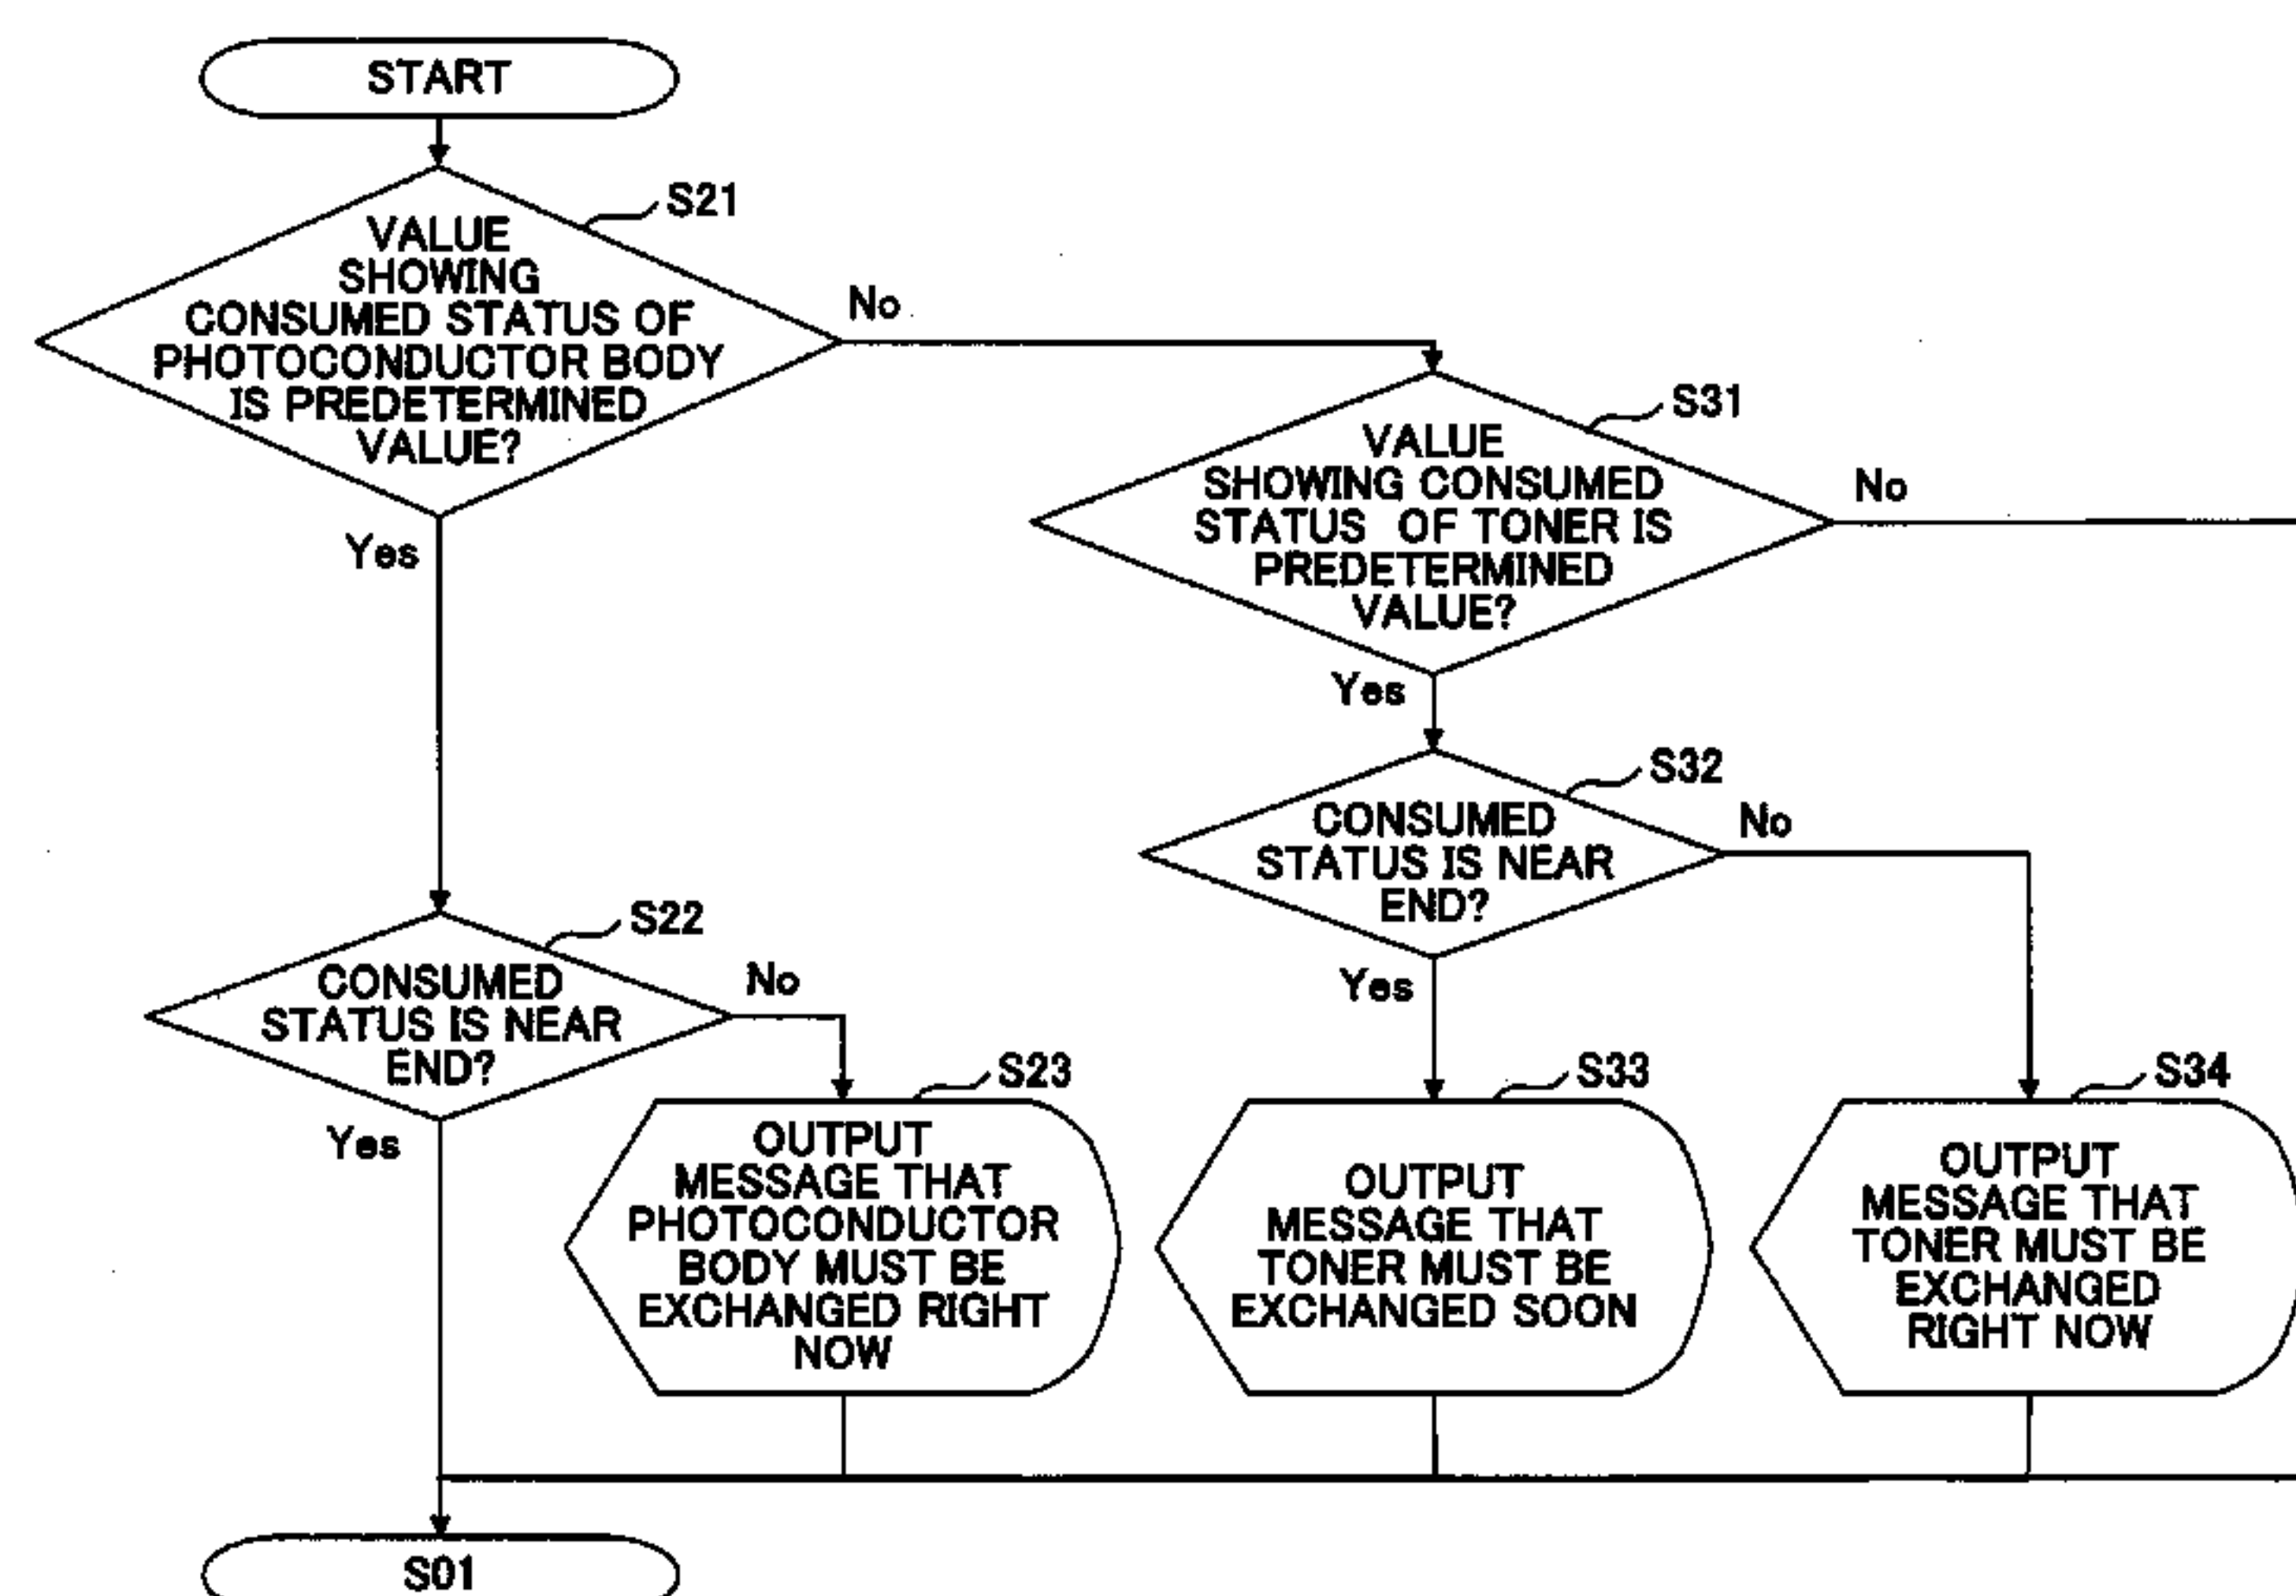 START
S21
VALUE
SHOWING
CONSUMED STATUS OF
PHOTOCONDUCTOR BODY
IS PREDETERMINED
VALUE?
No
Yes
S31
VALUE
SHOWING CONSUMED
STATUS OF TONER IS
PREDETERMINED
VALUE?
No
Yes
S32
CONSUMED
STATUS IS NEAR
END?
No
Yes
S22
CONSUMED
STATUS IS NEAR
END?
No
Yes
S23
OUTPUT
MESSAGE THAT
PHOTOCONDUCTOR
BODY MUST BE
EXCHANGED RIGHT
NOW
S33
OUTPUT
MESSAGE THAT
TONER MUST BE
EXCHANGED SOON
S34
OUTPUT
MESSAGE THAT
TONER MUST BE
EXCHANGED
RIGHT NOW
S01